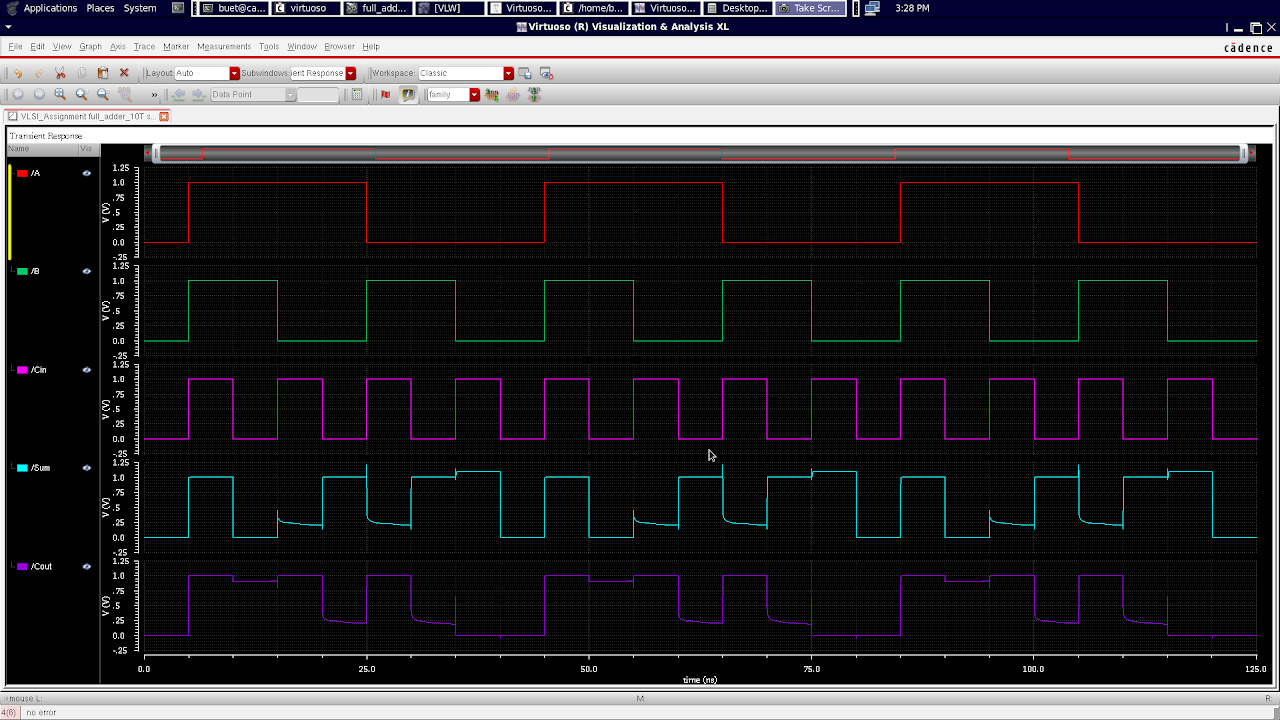 Applications Places System buet@ca... virtuoso full_add... [VLW] Virtuoso... /home/b... Virtuoso... Desktop... Take Scr... 3:28 PM
Virtuoso (R) Visualization & Analysis XL
File Edit View Graph Axis Trace Marker Measurements Tools Window Browser Help
cādence
Layout Auto Subwindows: ient Response Workspace: Classic
» Data Point family
VLSI_Assignment full_adder_10T s...
Transient Response
Name Vis
/A
1.25
1.0
.75
.5
.25
0.0
-.25
V (V)
/B
1.25
1.0
.75
.5
.25
0.0
-.25
V (V)
/Cin
1.25
1.0
.75
.5
.25
0.0
-.25
V (V)
/Sum
1.25
1.0
.75
.5
.25
0.0
-.25
V (V)
/Cout
1.25
1.0
.75
.5
.25
0.0
-.25
V (V)
0.0 25.0 50.0 75.0 100.0 125.0
time (ns)
mouse L: M: R:
4(6) no error